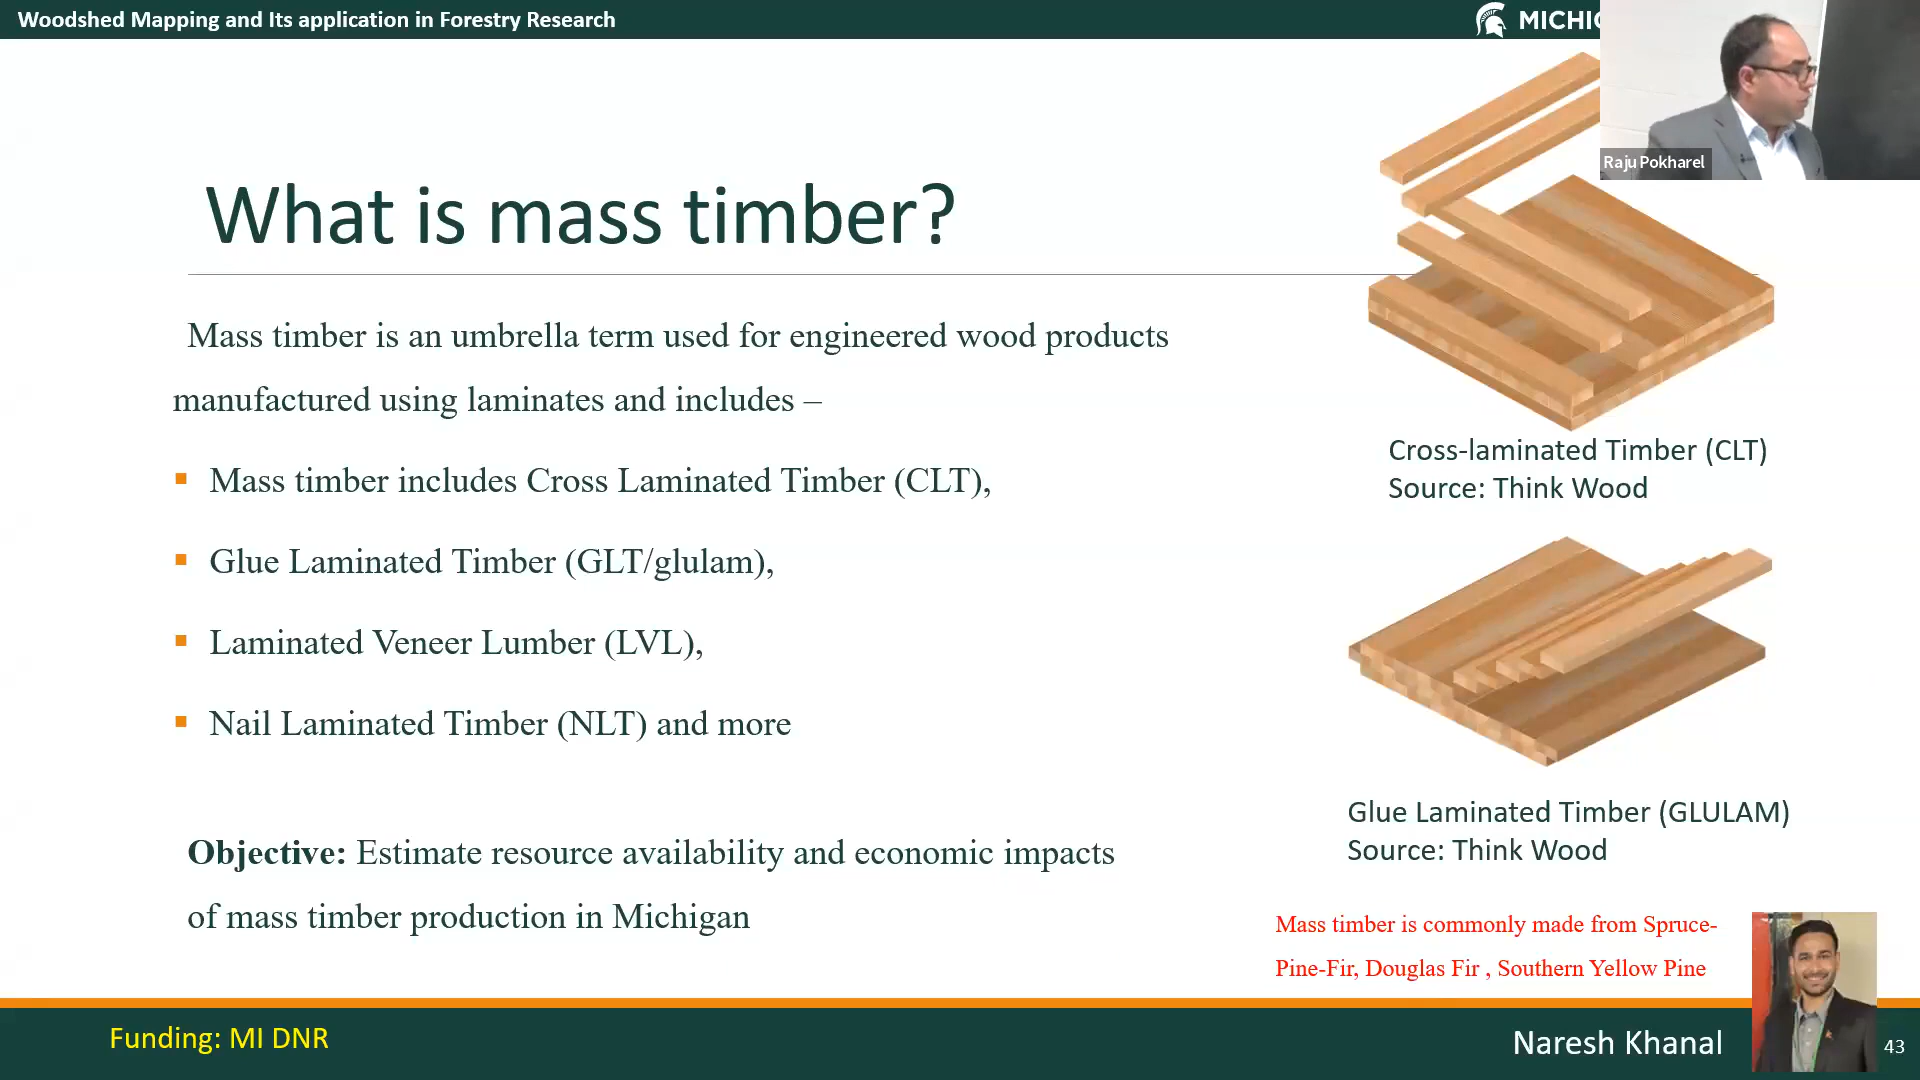 Woodshed Mapping and Its application in Forestry Research
Raju Pokharel
What is mass timber?
Mass timber is an umbrella term used for engineered wood products
manufactured using laminates and includes –
▪ Mass timber includes Cross Laminated Timber (CLT),
▪ Glue Laminated Timber (GLT/glulam),
▪ Laminated Veneer Lumber (LVL),
▪ Nail Laminated Timber (NLT) and more
Objective: Estimate resource availability and economic impacts
of mass timber production in Michigan
Cross-laminated Timber (CLT)
Source: Think Wood
Glue Laminated Timber (GLULAM)
Source: Think Wood
Mass timber is commonly made from Spruce-
Pine-Fir, Douglas Fir , Southern Yellow Pine
Funding: MI DNR
Naresh Khanal
43